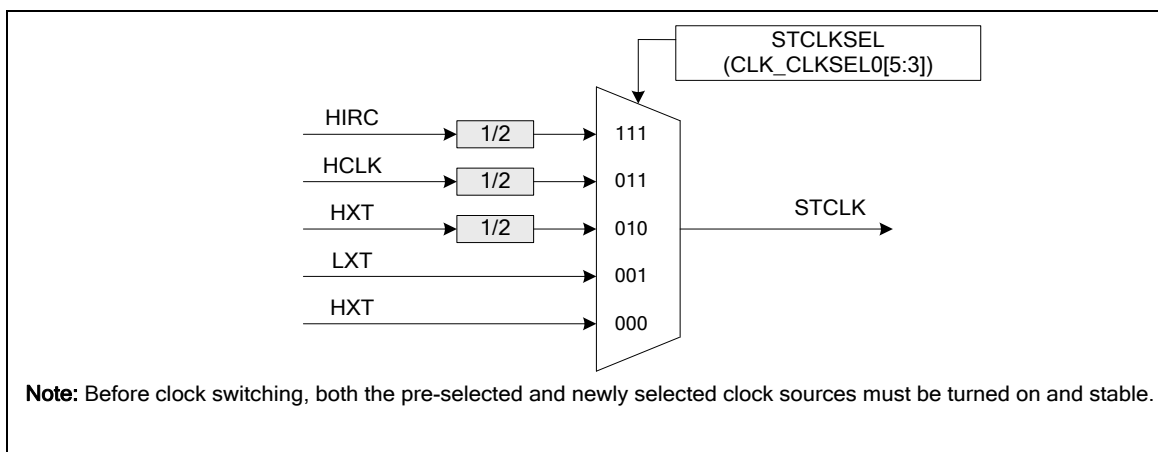 STCLKSEL
(CLK_CLKSEL0[5:3])
HIRC
1/2
111
HCLK
1/2
011
HXT
1/2
010
STCLK
LXT
001
HXT
000
Note: Before clock switching, both the pre-selected and newly selected clock sources must be turned on and stable.